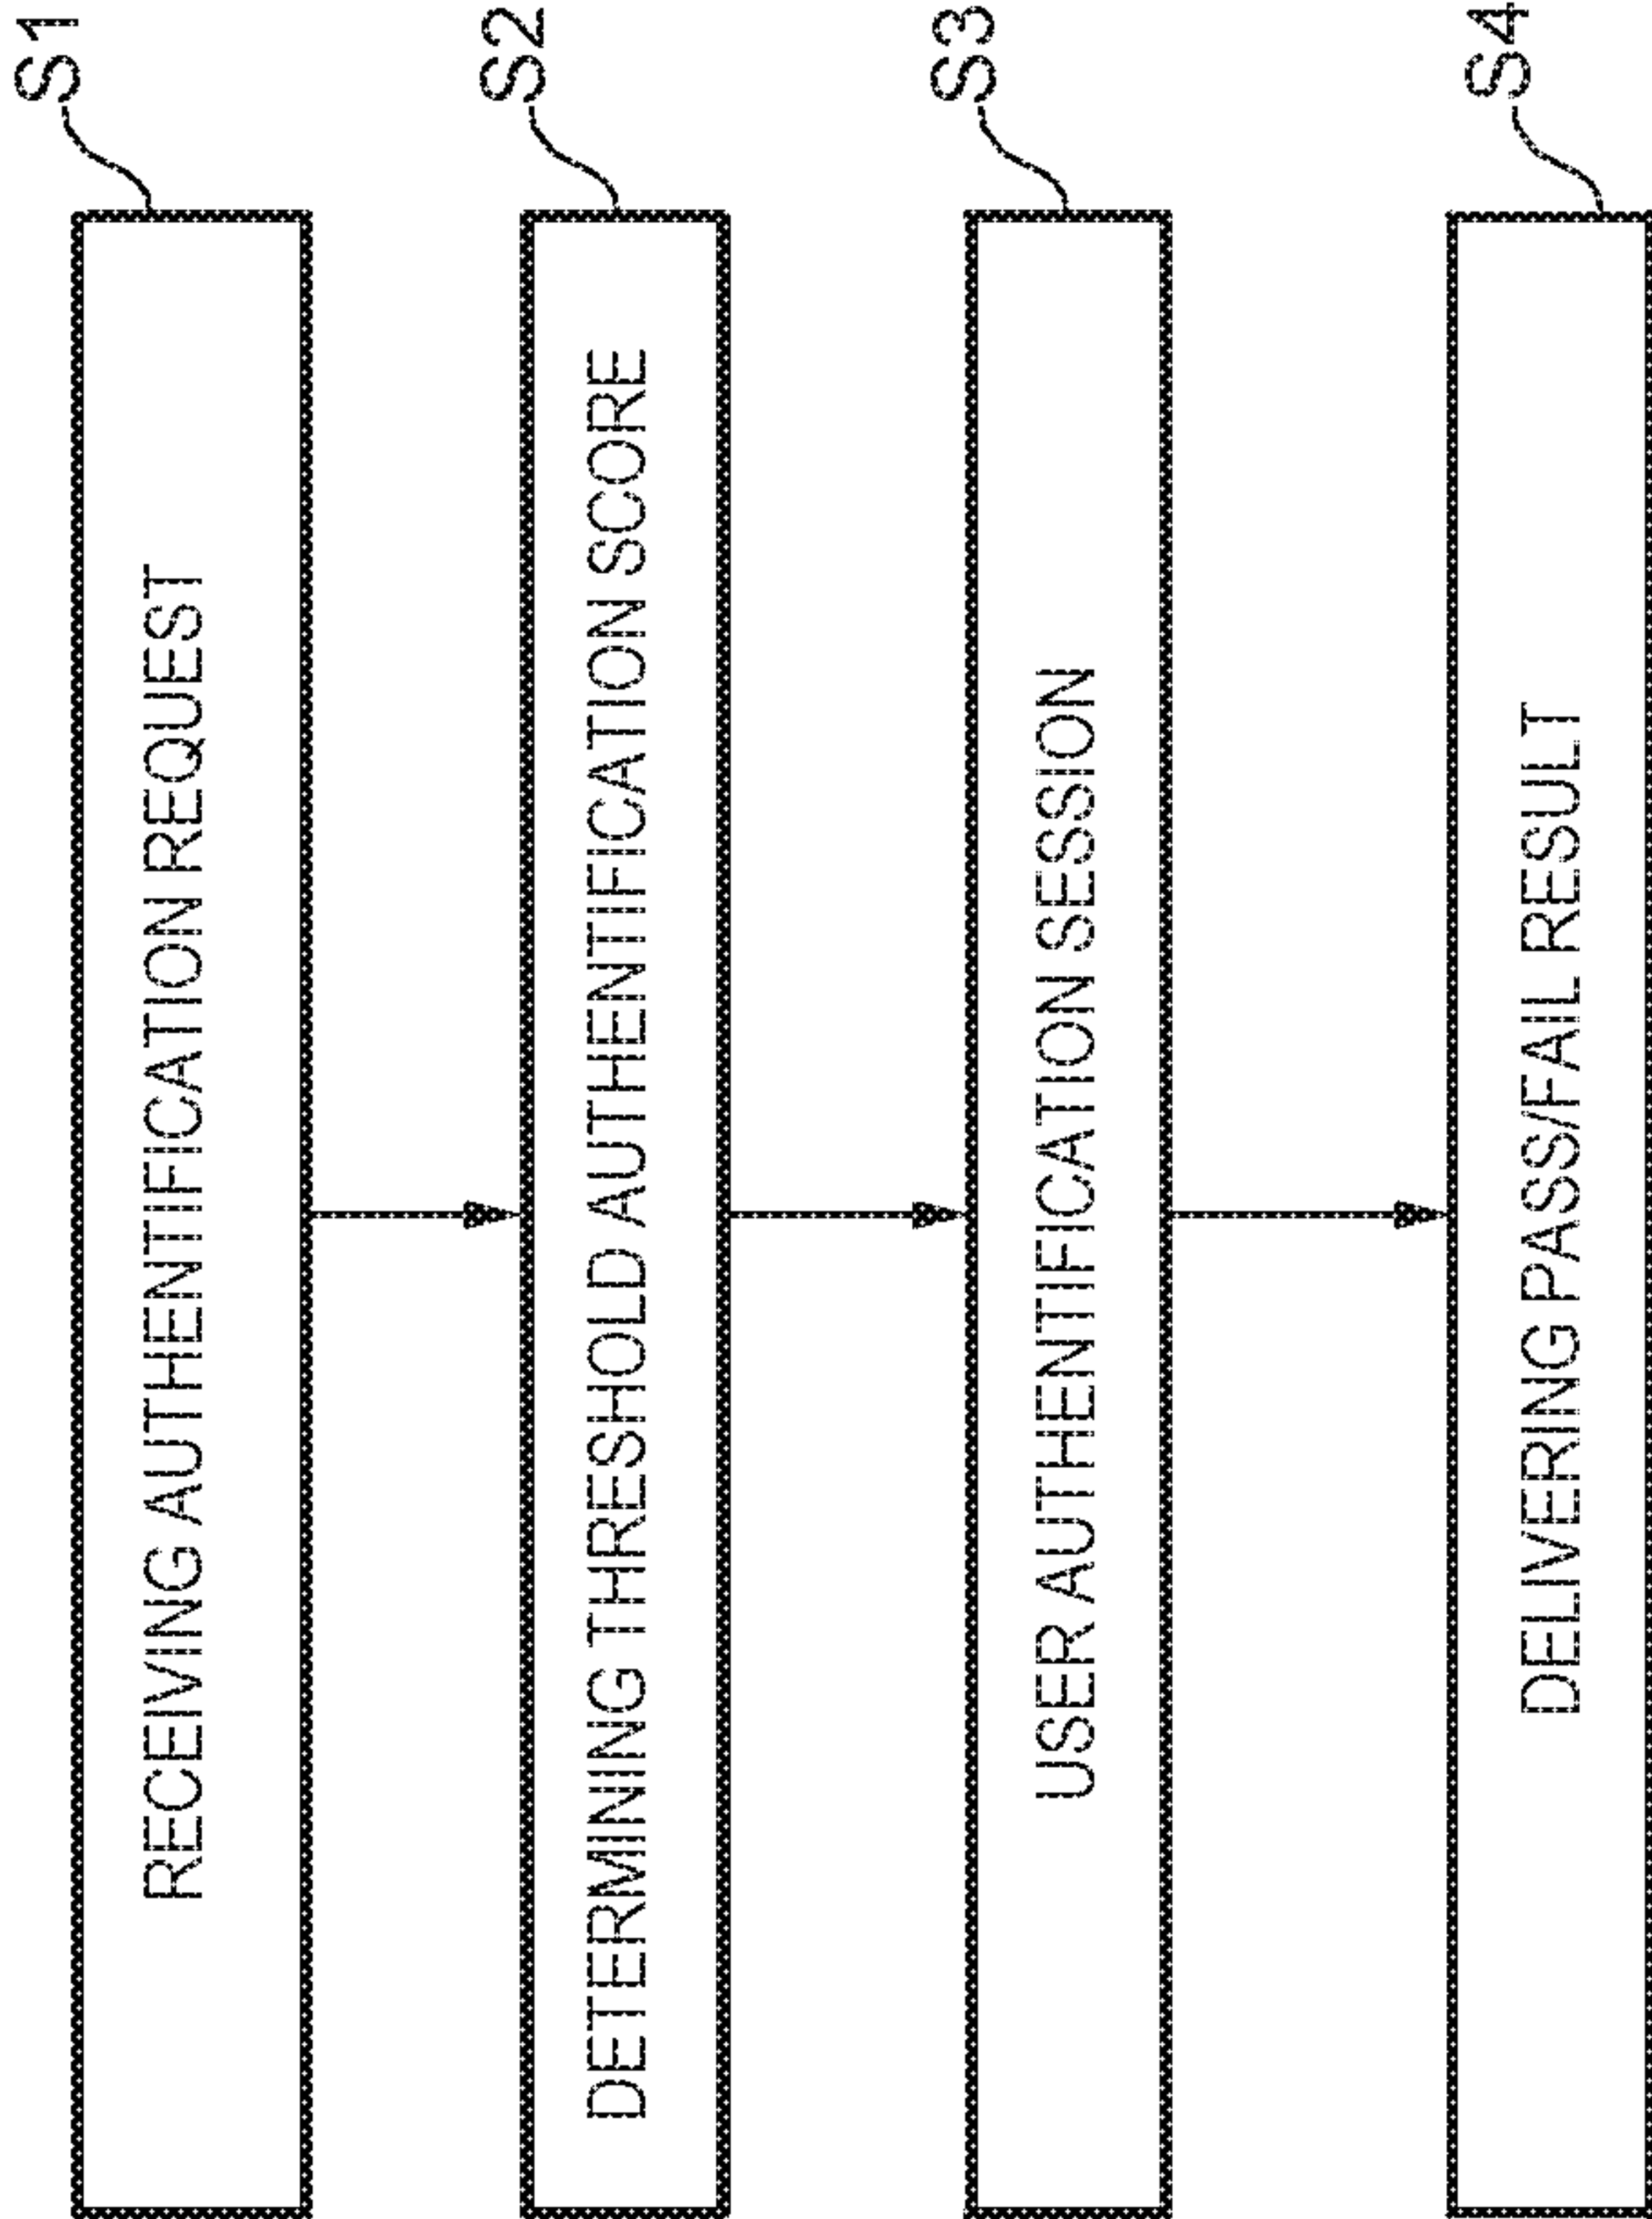 S1
RECEIVING AUTHENTIFICATION REQUEST
S2
DETERMINING THRESHOLD AUTHENTIFICATION SCORE
S3
USER AUTHENTIFICATION SESSION
S4
DELIVERING PASS/FAIL RESULT